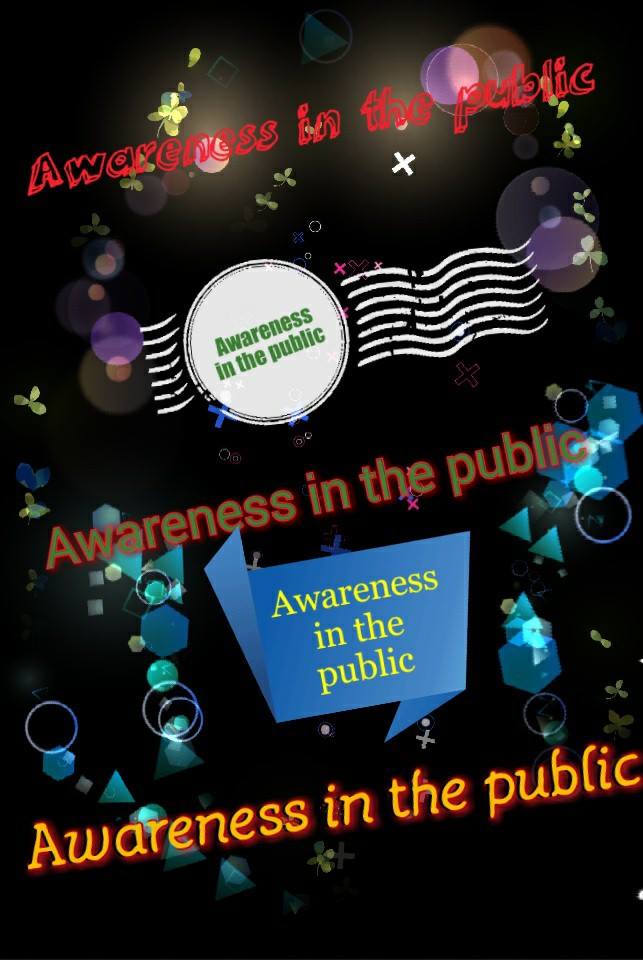 Awareness in the public
Awareness
in the public
Awareness in the public
Awareness
in the
public
Awareness in the public